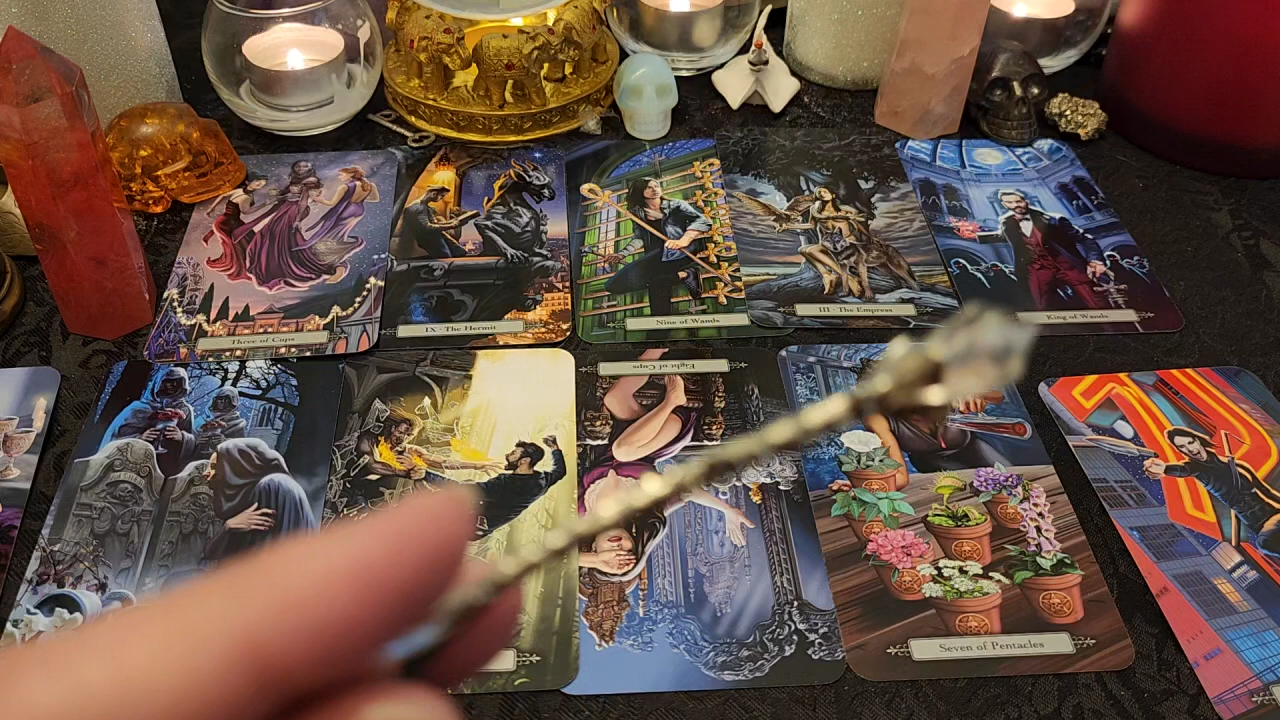 Three of Cups
IX · The Hermit
Nine of Wands
III · The Empress
King of Wands
Eight of Cups
Seven of Pentacles